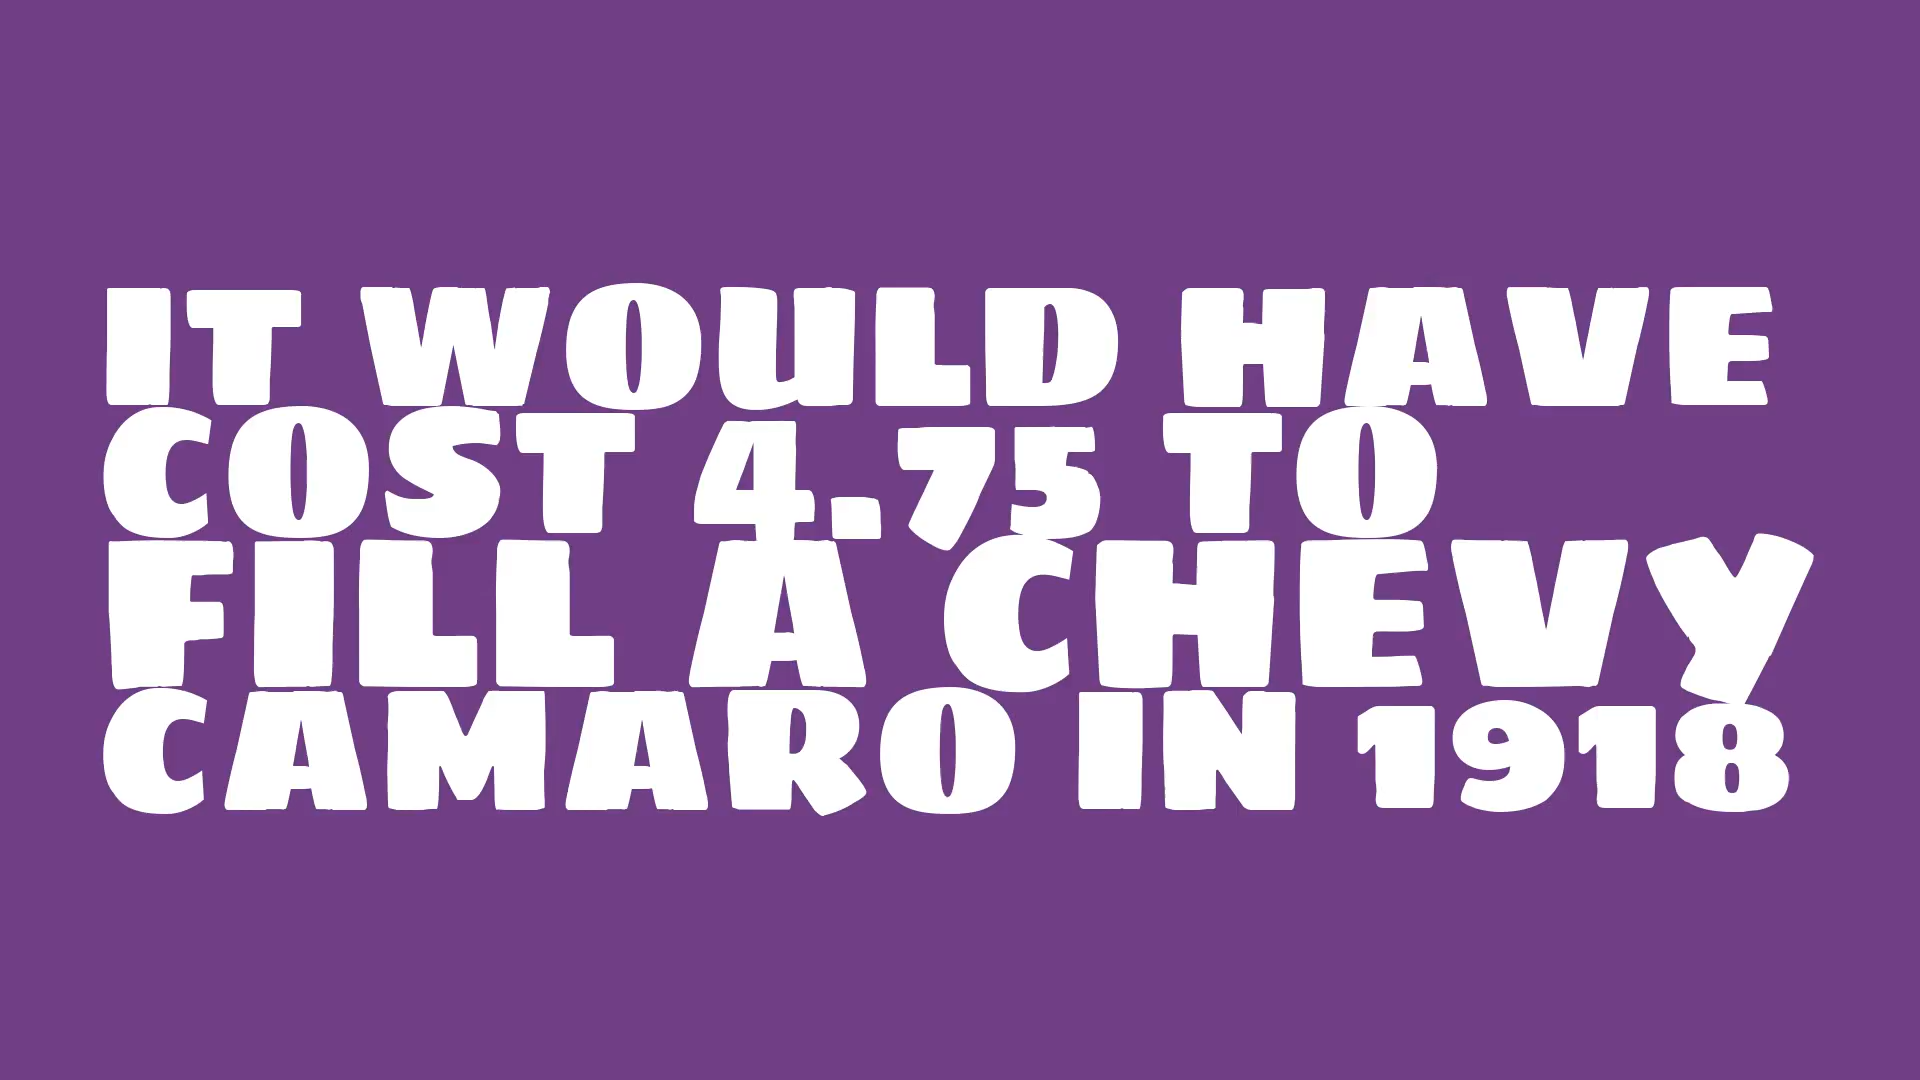 IT WOULD HAVE
COST 4.75 TO
FILL A CHEVY
CAMARO IN 1918